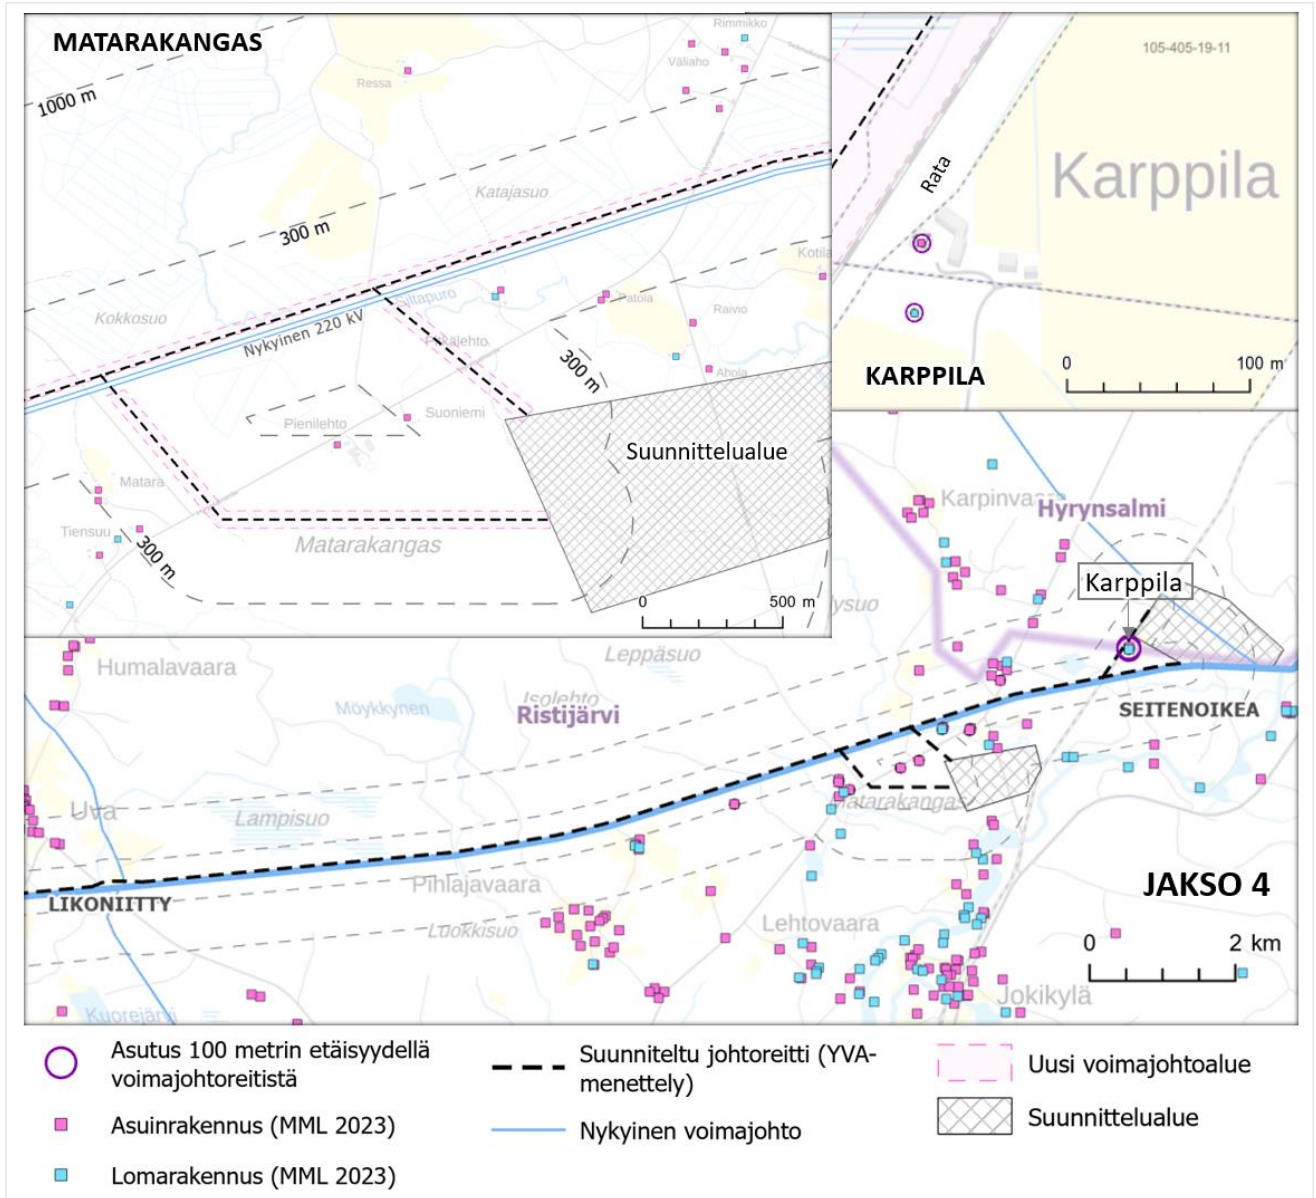 MATARAKANGAS
1000 m
Ressa
Rimmikko
Väliaho
Katajasuo
300 m
Kotila
Kokkosuo
Nykyinen 220 kV
Patola
Raivio
300 m
Ahola
Pienilehto
Suoniemi
Suunnittelualue
Matara
Tiensuu
300 m
Matarakangas
0
500 m
105-405-19-11
Rata
Karppila
KARPPILA
0
100 m
Hyrynsalmi
Karppila
Humalavaara
Leppäsuo
Isolehto
Möykkynen
Ristijärvi
SEITENOIKEA
Uva
Lampisuo
Matarakangas
LIKONIITTY
Pihlajavaara
JAKSO 4
Luokkisuo
Lehtovaara
0
2 km
Kuorejärvi
Jokikylä
Asutus 100 metrin etäisyydellä
voimajohtoreitistä
Asuinrakennus (MML 2023)
Lomarakennus (MML 2023)
Suunniteltu johtoreitti (YVA-
menettely)
Nykyinen voimajohto
Uusi voimajohtoalue
Suunnittelualue